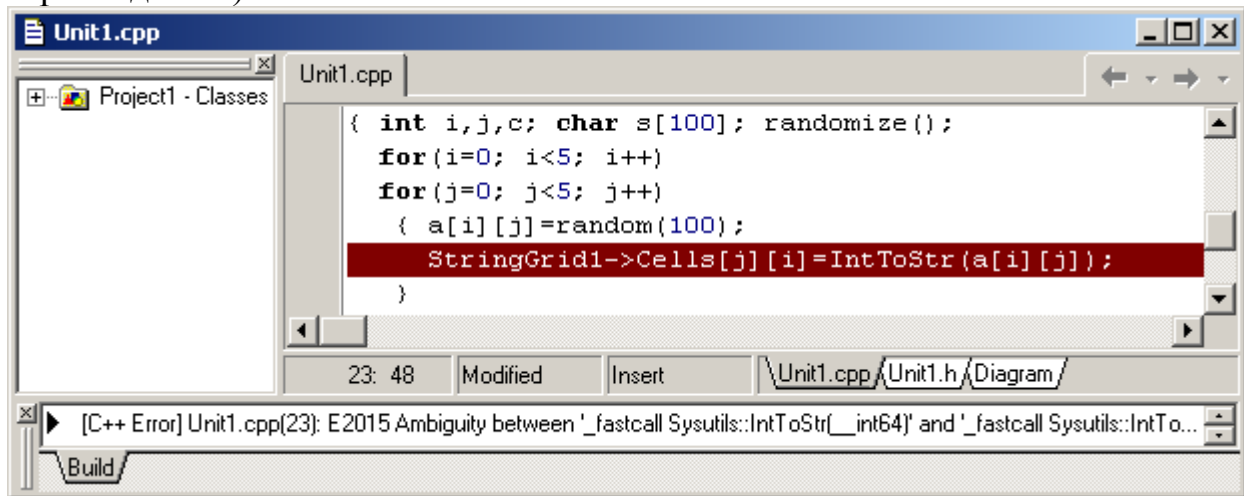 Unit1.cpp
Project1 - Classes
Unit1.cpp
{ int i,j,c; char s[100]; randomize();
for(i=0; i<5; i++)
for(j=0; j<5; j++)
{ a[i][j]=random(100);
StringGrid1->Cells[j][i]=IntToStr(a[i][j]);
}
23: 48 Modified Insert Unit1.cpp Unit1.h Diagram
[C++ Error] Unit1.cpp(23): E2015 Ambiguity between '_fastcall Sysutils::IntToStr(__int64)' and '_fastcall Sysutils::IntTo...
Build